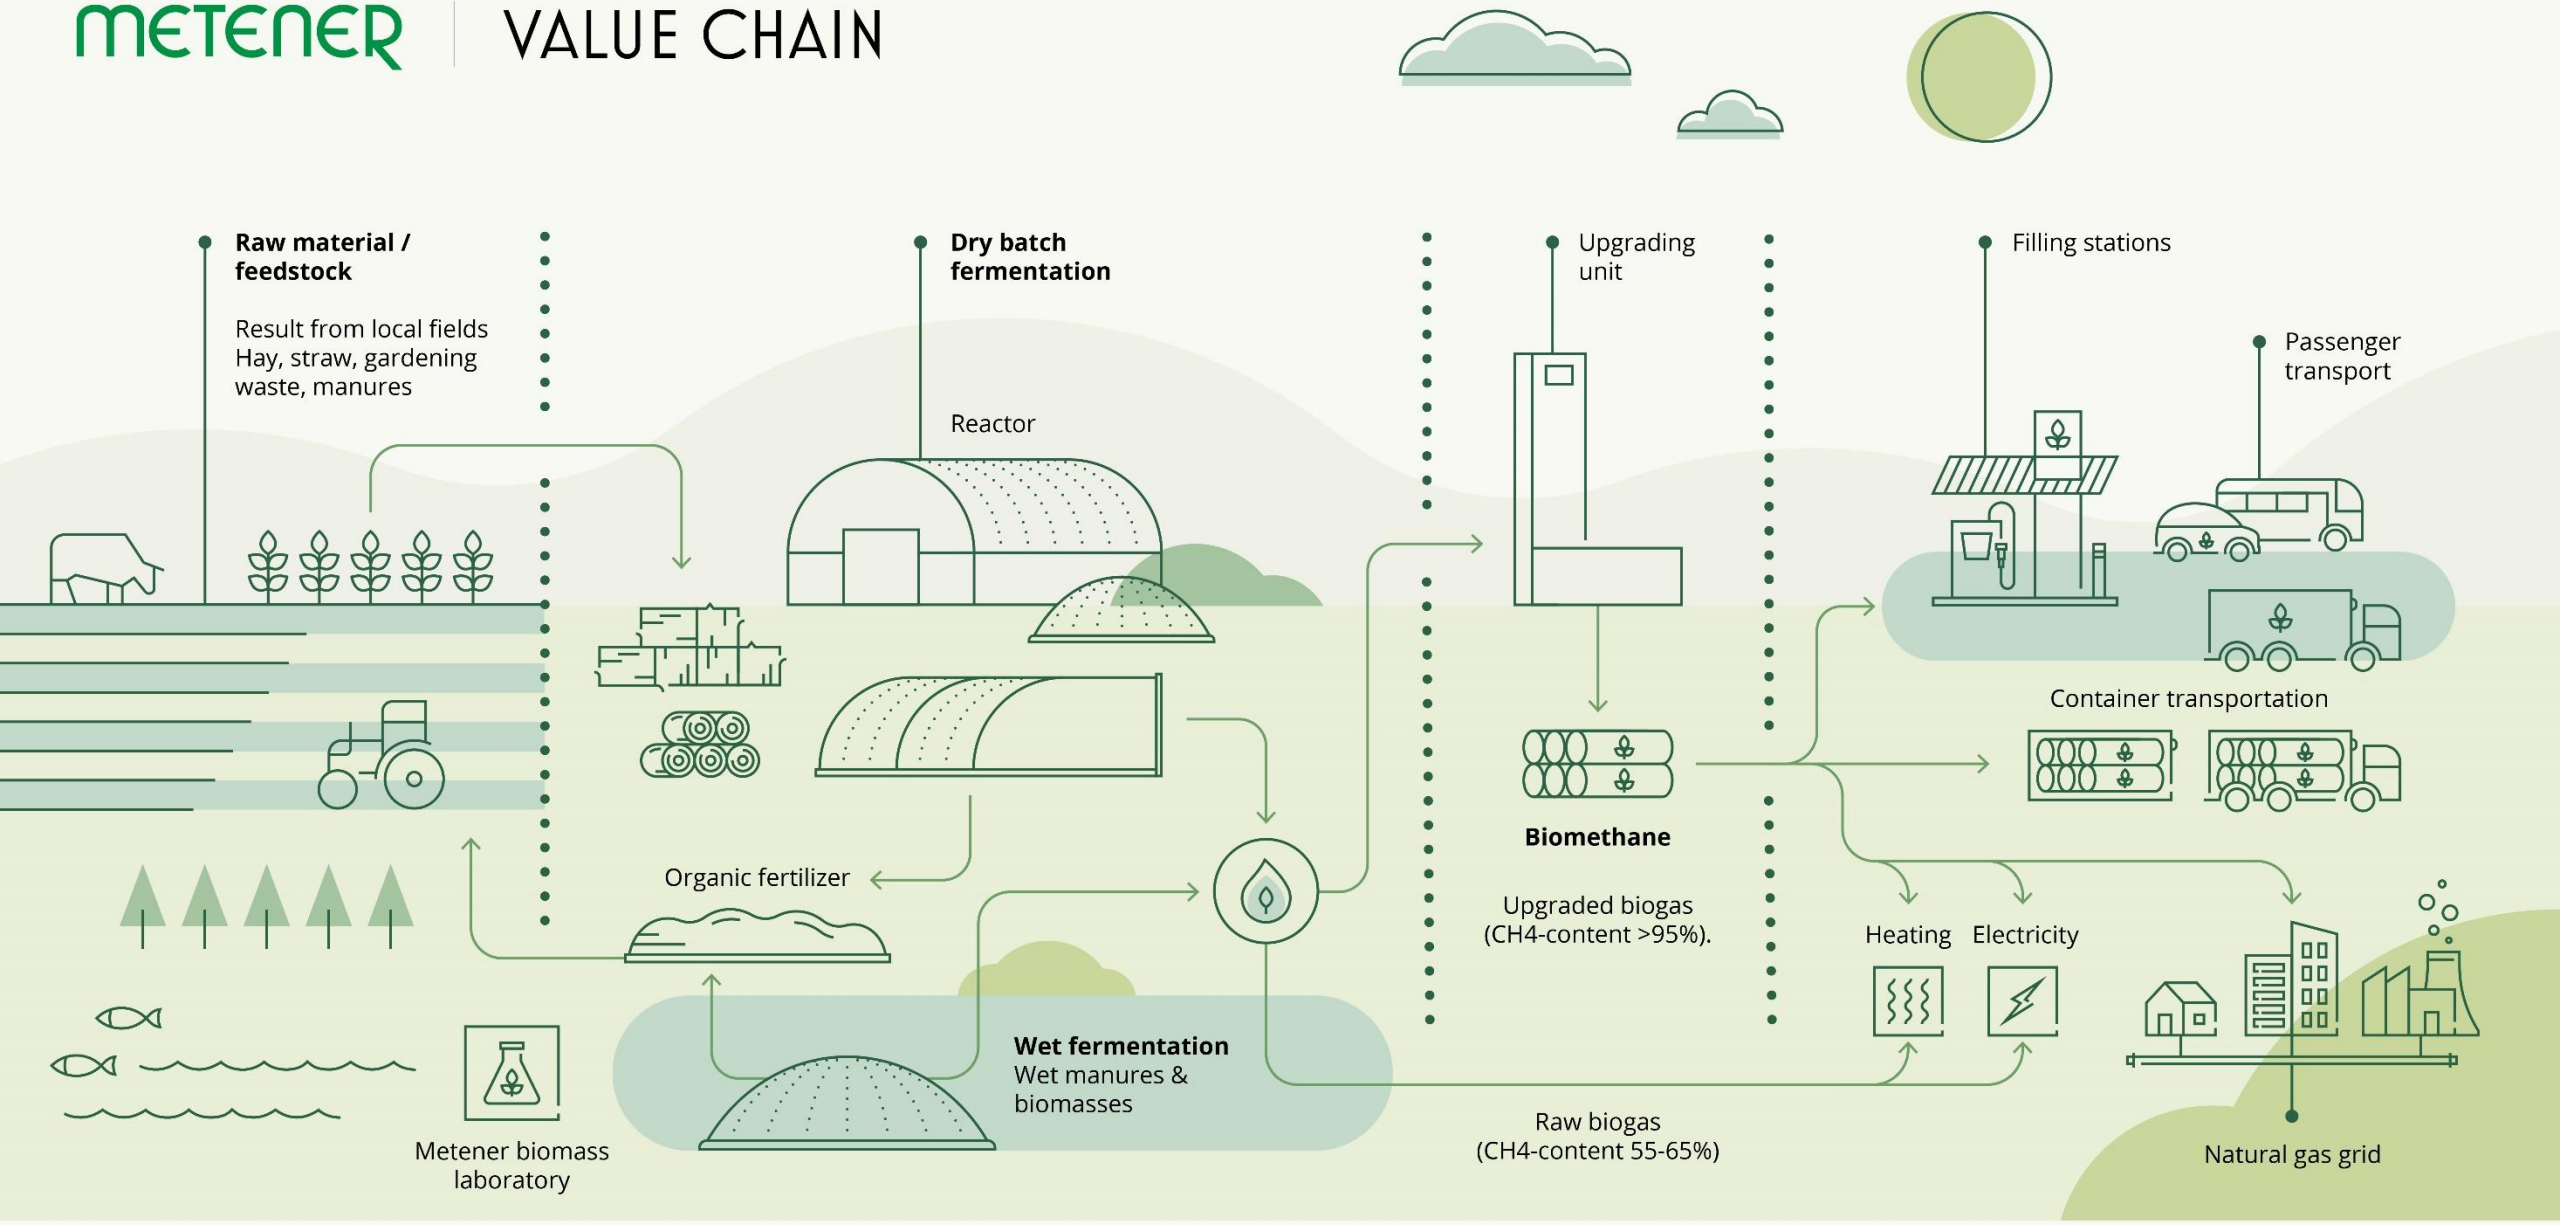 METENER
VALUE CHAIN
Raw material /
feedstock
Result from local fields
Hay, straw, gardening
waste, manures
Dry batch
fermentation
Reactor
Upgrading
unit
Filling stations
Passenger
transport
Container transportation
Organic fertilizer
Biomethane
Upgraded biogas
(CH4-content >95%).
Heating
Electricity
Wet fermentation
Wet manures &
biomasses
Metener biomass
laboratory
Raw biogas
(CH4-content 55-65%)
Natural gas grid